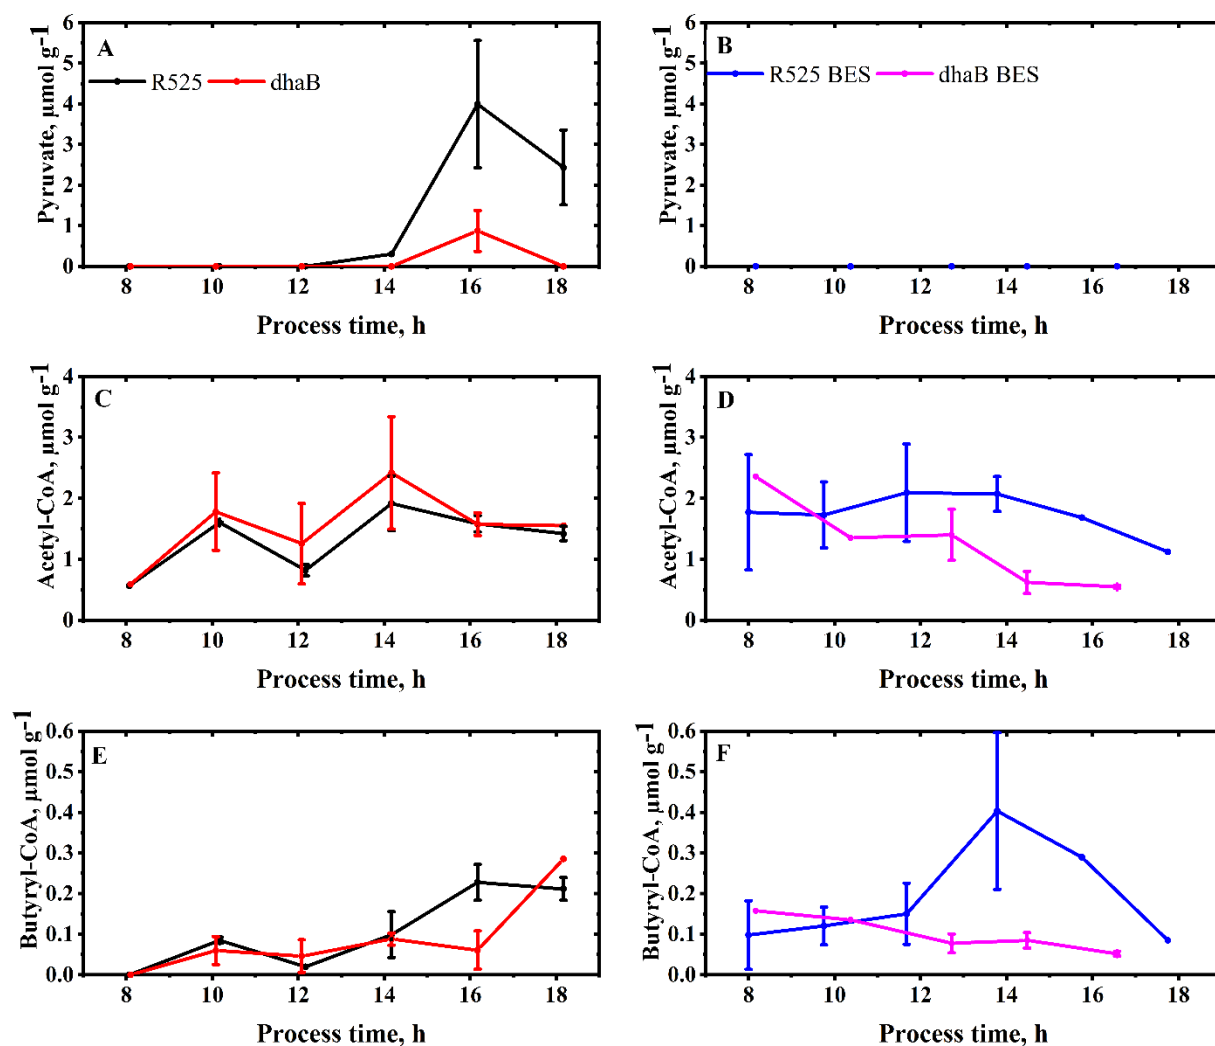 A
R525 dhaB
Pyruvate, µmol g-1
0 1 2 3 4 5 6
8 10 12 14 16 18
Process time, h
B
R525 BES dhaB BES
Pyruvate, µmol g-1
0 1 2 3 4 5 6
8 10 12 14 16 18
Process time, h
C
Acetyl-CoA, µmol g-1
0 1 2 3 4
8 10 12 14 16 18
Process time, h
D
Acetyl-CoA, µmol g-1
0 1 2 3 4
8 10 12 14 16 18
Process time, h
E
Butyryl-CoA, µmol g-1
0.0 0.1 0.2 0.3 0.4 0.5 0.6
8 10 12 14 16 18
Process time, h
F
Butyryl-CoA, µmol g-1
0.0 0.1 0.2 0.3 0.4 0.5 0.6
8 10 12 14 16 18
Process time, h